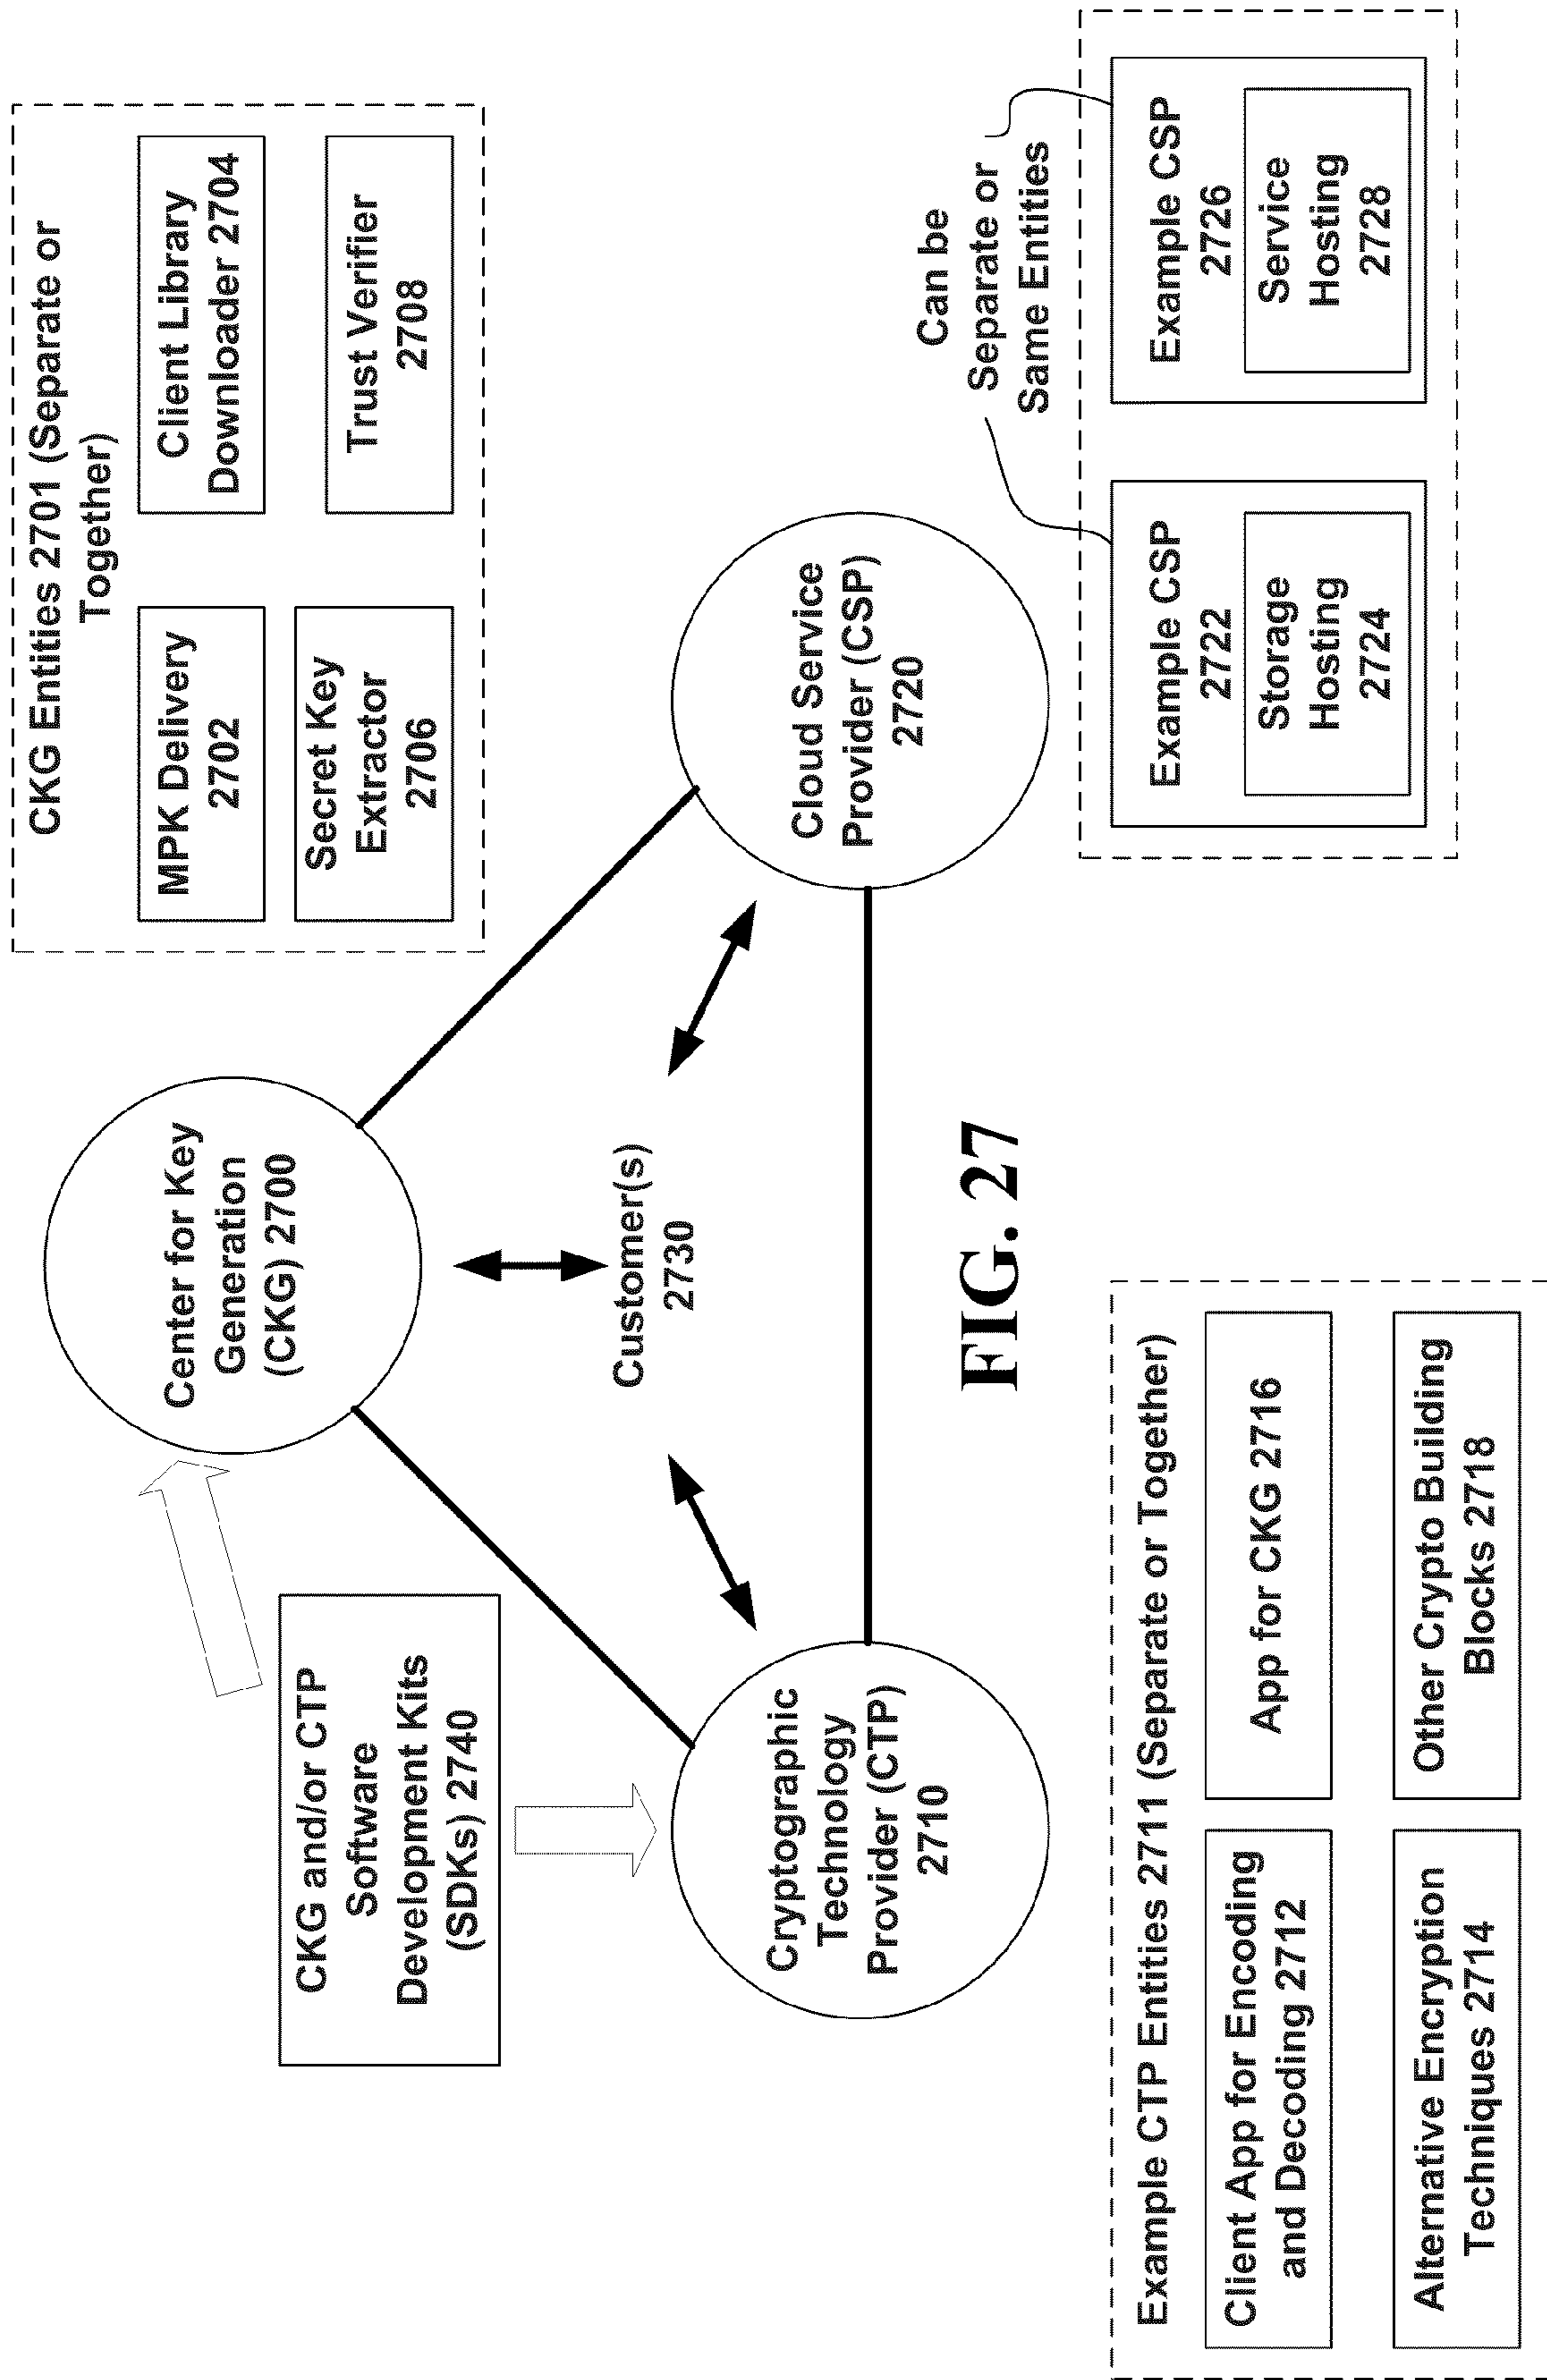 CKG Entities 2701 (Separate or
Together)
MPK Delivery
2702
Client Library
Downloader 2704
Secret Key
Extractor
2706
Trust Verifier
2708
Center for Key
Generation
(CKG) 2700
CKG and/or CTP
Software
Development Kits
(SDKs) 2740
Customer(s)
2730
Cryptographic
Technology
Provider (CTP)
2710
Cloud Service
Provider (CSP)
2720
Can be
Separate or
Same Entities
FIG. 27
Example CTP Entities 2711 (Separate or Together)
Client App for Encoding
and Decoding 2712
App for CKG 2716
Alternative Encryption
Techniques 2714
Other Crypto Building
Blocks 2718
Example CSP
2722
Storage
Hosting
2724
Example CSP
2726
Service
Hosting
2728